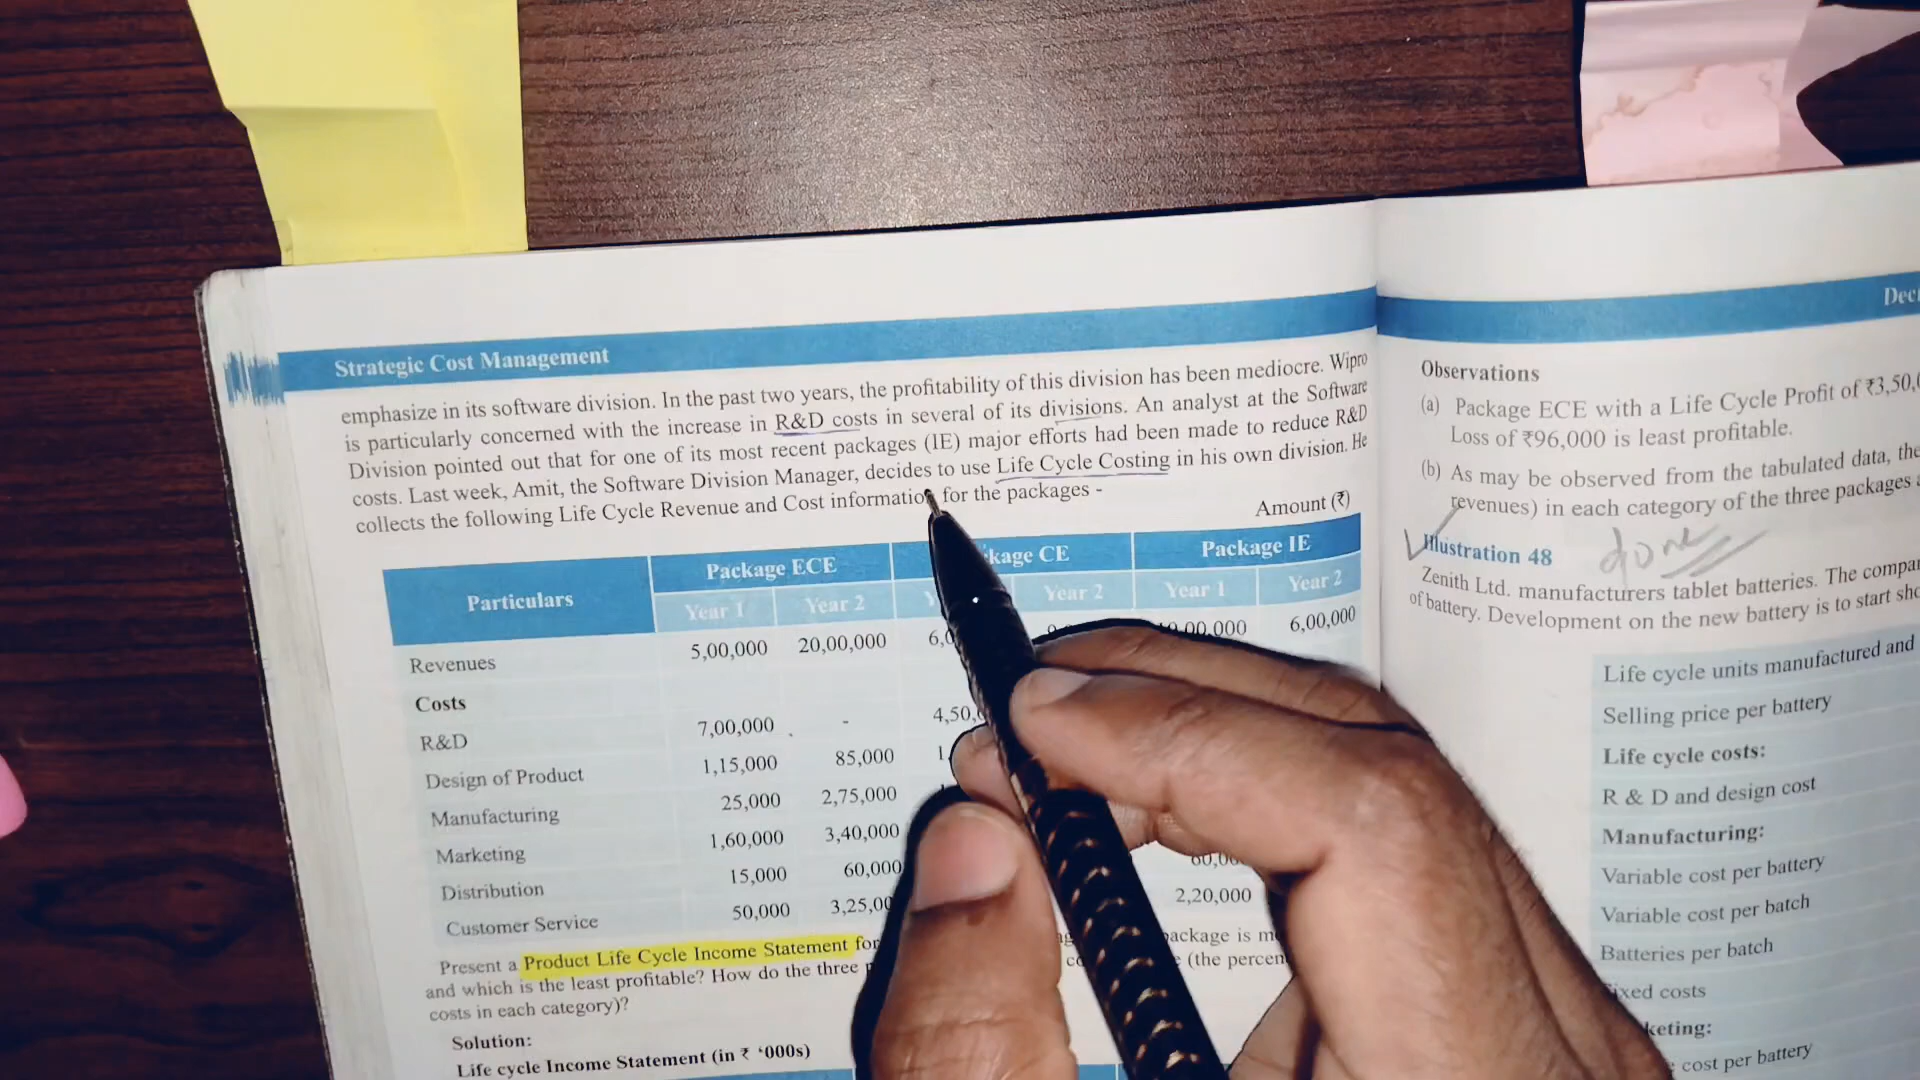 Strategic Cost Management
emphasize in its software division. In the past two years, the profitability of this division has been mediocre. Wipro
is particularly concerned with the increase in R&D costs in several of its divisions. An analyst at the Software
Division pointed out that for one of its most recent packages (IE) major efforts had been made to reduce R&D
costs. Last week, Amit, the Software Division Manager, decides to use Life Cycle Costing in his own division. He
collects the following Life Cycle Revenue and Cost information for the packages -
Amount (₹)
Particulars Package ECE CE Package IE
Year 1 Year 2 Year 2 Year 1 Year 2
Revenues 5,00,000 20,00,000 6,00,000
Costs
R&D 7,00,000 -
Design of Product 1,15,000 85,000
Manufacturing 25,000 2,75,000
Marketing 1,60,000 3,40,000
Distribution 15,000 60,000
Customer Service 50,000 2,20,000
Present a Product Life Cycle Income Statement for package is
and which is the least profitable? How do the three (the
costs in each category)?
Solution:
Life cycle Income Statement (in ₹ ‘000s)
Observations
(a) Package ECE with a Life Cycle Profit of
Loss of ₹96,000 is least profitable.
(b) As may be observed from the tabulated data, the
revenues) in each category of the three packages
Illustration 48 done
Zenith Ltd. manufacturers tablet batteries. The
of battery. Development on the new battery is to start
Life cycle units manufactured and
Selling price per battery
Life cycle costs:
R & D and design cost
Manufacturing:
Variable cost per battery
Variable cost per batch
Batteries per batch
Fixed costs
cost per battery